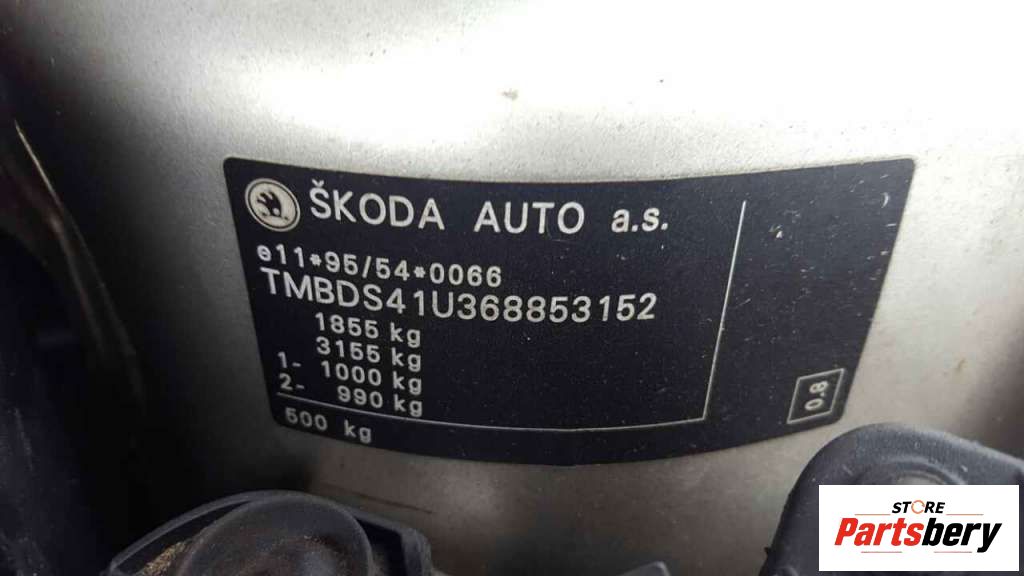 ŠKODA AUTO a.s.
e11*95/54*0066
TMBDS41U368853152
1855 kg
3155 kg
1- 1000 kg
2- 990 kg
500 kg
0.8
STORE
Partsbery